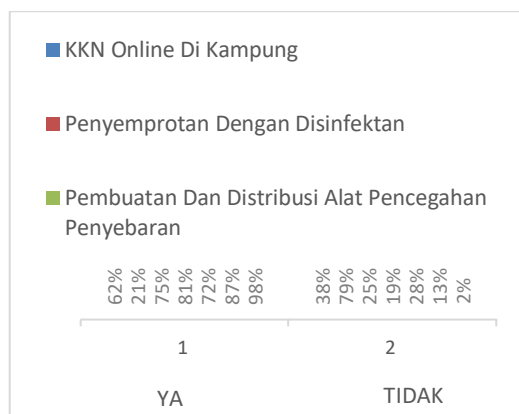 KKN Online Di Kampung
Penyemprotan Dengan Disinfektan
Pembuatan Dan Distribusi Alat Pencegahan
Penyebaran
62% 21% 75% 81% 72% 87% 98% 38% 79% 25% 19% 28% 13% 2%
1 2
YA TIDAK